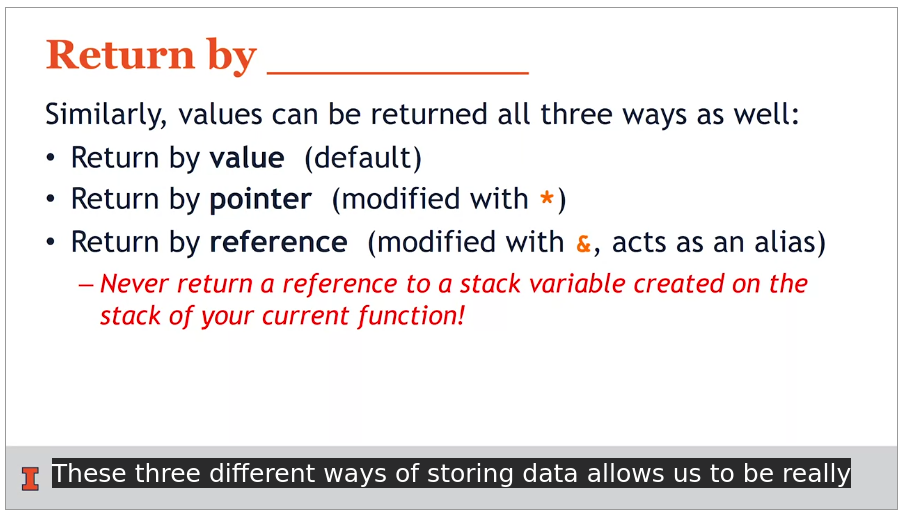 Return by ______________
Similarly, values can be returned all three ways as well:
• Return by value (default)
• Return by pointer (modified with *)
• Return by reference (modified with &, acts as an alias)
– Never return a reference to a stack variable created on the
stack of your current function!
I These three different ways of storing data allows us to be really